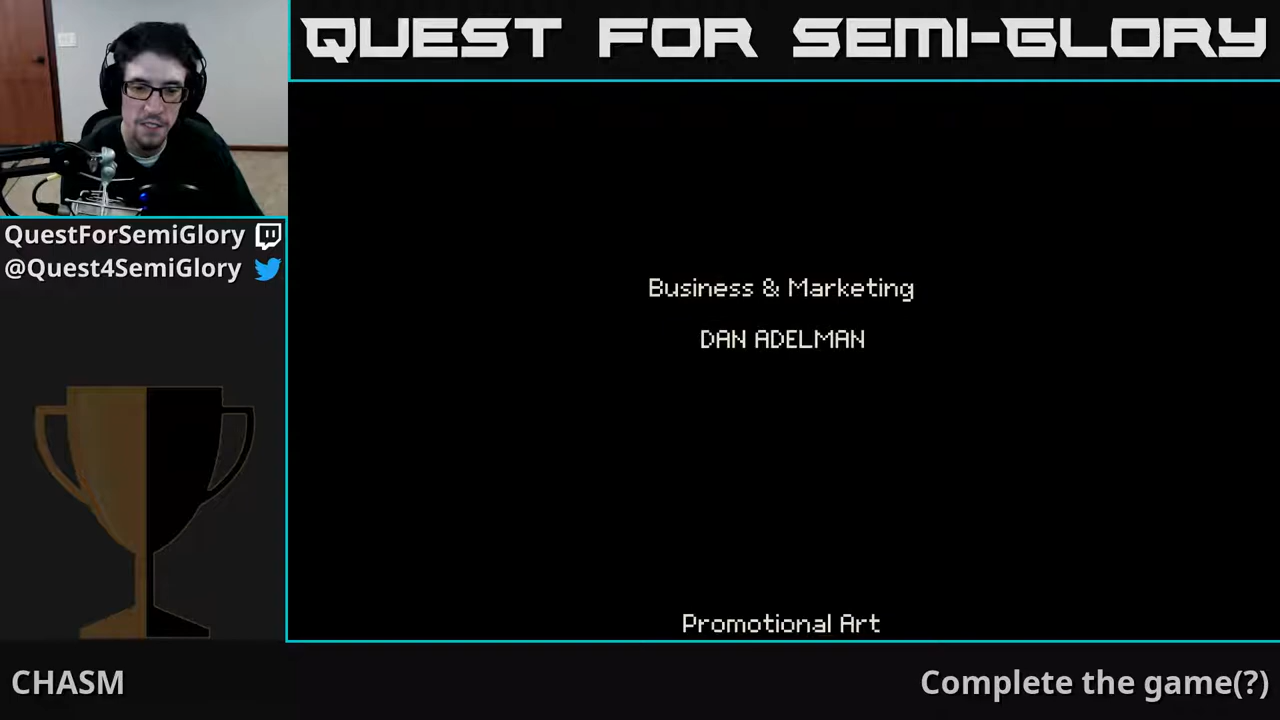 QUEST FOR SEMI-GLORY
QuestForSemiGlory
@Quest4SemiGlory
Business & Marketing
DAN ADELMAN
Promotional Art
CHASM
Complete the game(?)